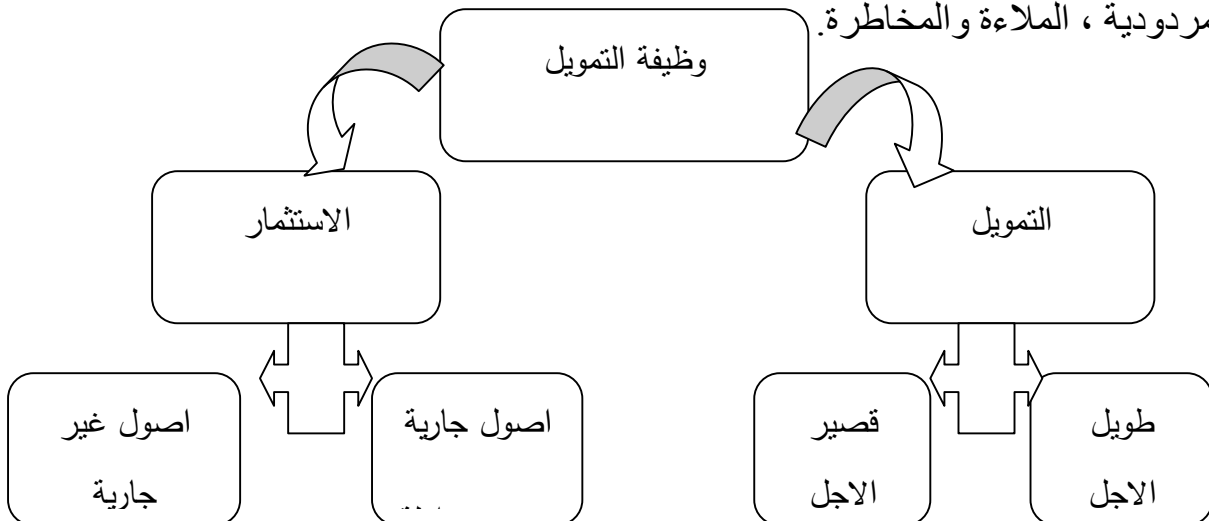 مردودية ، الملاءة والمخاطرة.
وظيفة التمويل
التمويل
الاستثمار
طويل
الاجل
قصير
الاجل
اصول جارية
اصول غير
جارية